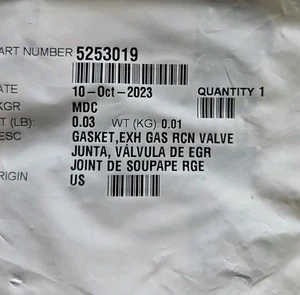 ART NUMBER 5253019
ATE 10-Oct-2023 QUANTITY 1
KGR MDC
T (LB): 0.03 WT (KG): 0.01
ESC GASKET,EXH GAS RCN VALVE
JUNTA, VÁLVULA DE EGR
JOINT DE SOUPAPE RGE
RIGIN US